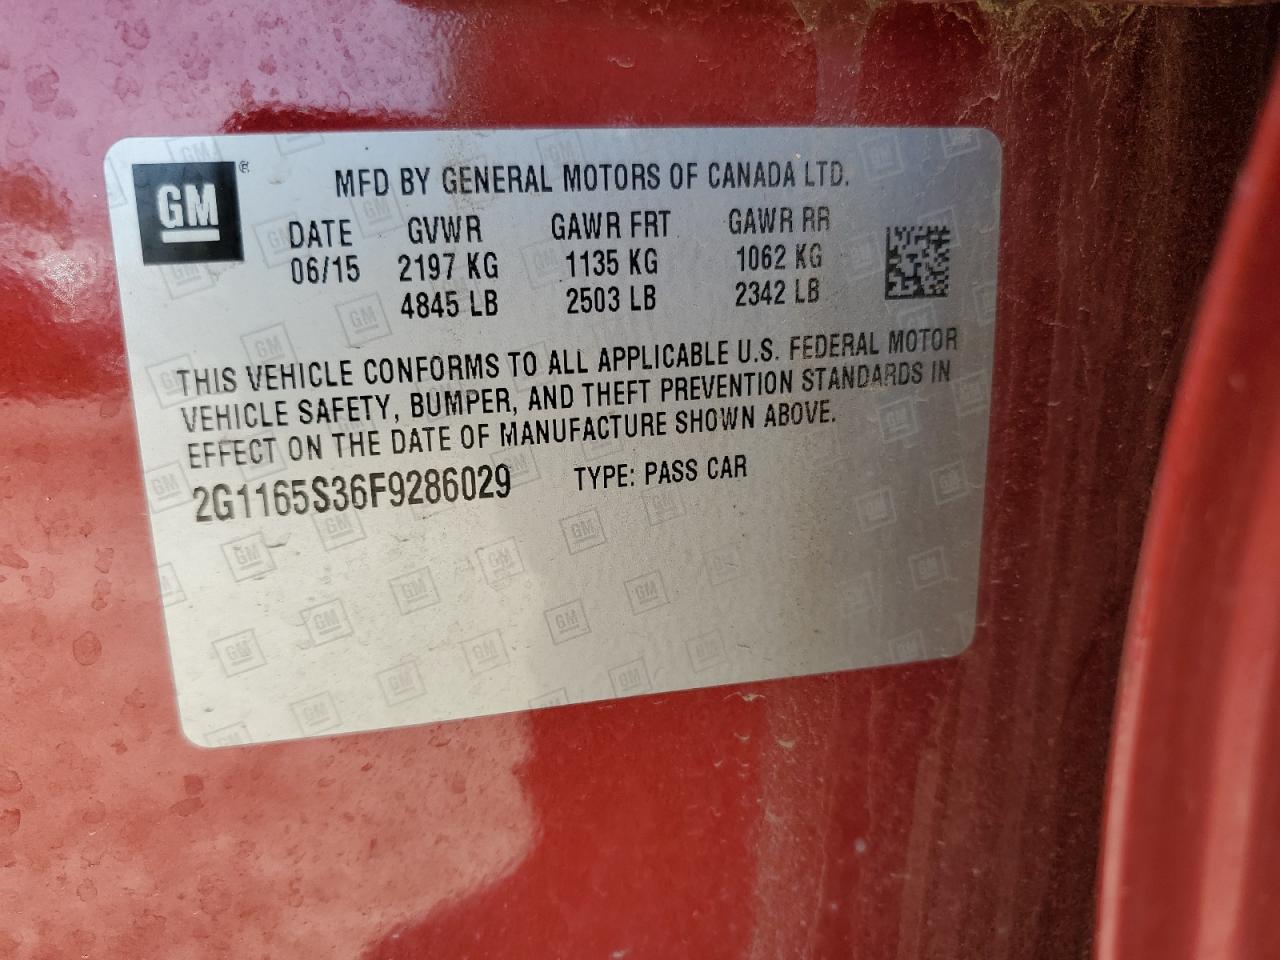 GM ® MFD BY GENERAL MOTORS OF CANADA LTD.
DATE GVWR GAWR FRT GAWR RR
06/15 2197 KG 1135 KG 1062 KG
4845 LB 2503 LB 2342 LB
THIS VEHICLE CONFORMS TO ALL APPLICABLE U.S. FEDERAL MOTOR
VEHICLE SAFETY, BUMPER, AND THEFT PREVENTION STANDARDS IN
EFFECT ON THE DATE OF MANUFACTURE SHOWN ABOVE.
2G1165S36F9286029 TYPE: PASS CAR